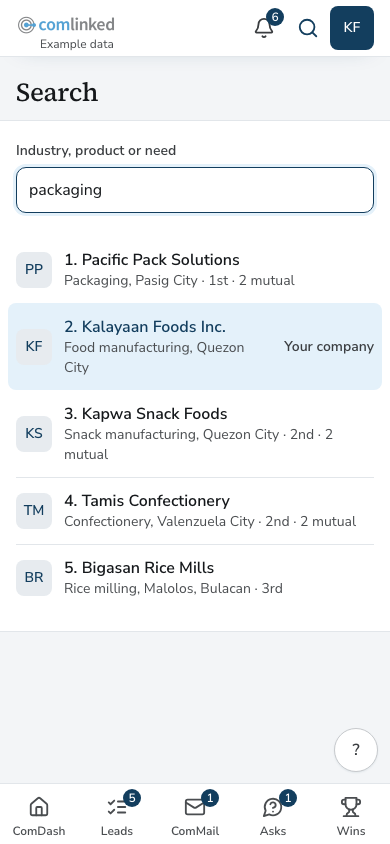 comlinked
6
KF
Example data
Search
Industry, product or need
packaging
PP
1. Pacific Pack Solutions
Packaging, Pasig City · 1st · 2 mutual
KF
2. Kalayaan Foods Inc.
Food manufacturing, Quezon
City
Your company
KS
3. Kapwa Snack Foods
Snack manufacturing, Quezon City · 2nd · 2
mutual
TM
4. Tamis Confectionery
Confectionery, Valenzuela City · 2nd · 2 mutual
BR
5. Bigasan Rice Mills
Rice milling, Malolos, Bulacan · 3rd
?
ComDash
5
Leads
1
ComMail
1
Asks
Wins